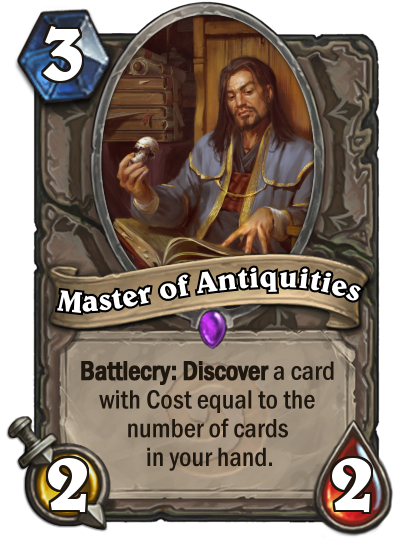 3
Master of Antiquities
Battlecry: Discover a card
with Cost equal to the
number of cards
in your hand.
2
2